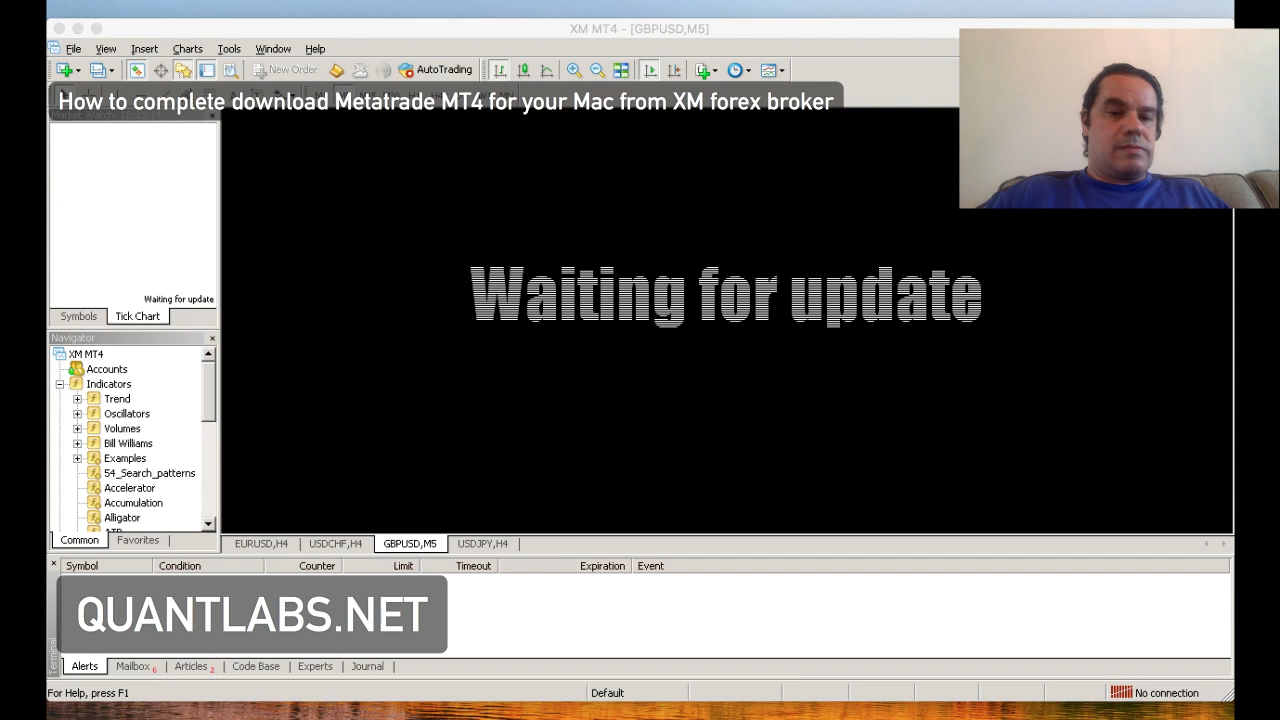 XM MT4 - [GBPUSD,M5]
File View Insert Charts Tools Window Help
New Order AutoTrading
How to complete download Metatrade MT4 for your Mac from XM forex broker
Waiting for update
Waiting for update
Symbols Tick Chart
Navigator
XM MT4
Accounts
Indicators
Trend
Oscillators
Volumes
Bill Williams
Examples
54_Search_patterns
Accelerator
Accumulation
Alligator
Common Favorites
EURUSD,H4 USDCHF,H4 GBPUSD,M5 USDJPY,H4
Symbol Condition Counter Limit Timeout Expiration Event
QUANTLABS.NET
Terminal
Alerts Mailbox 6 Articles 2 Code Base Experts Journal
For Help, press F1 Default No connection